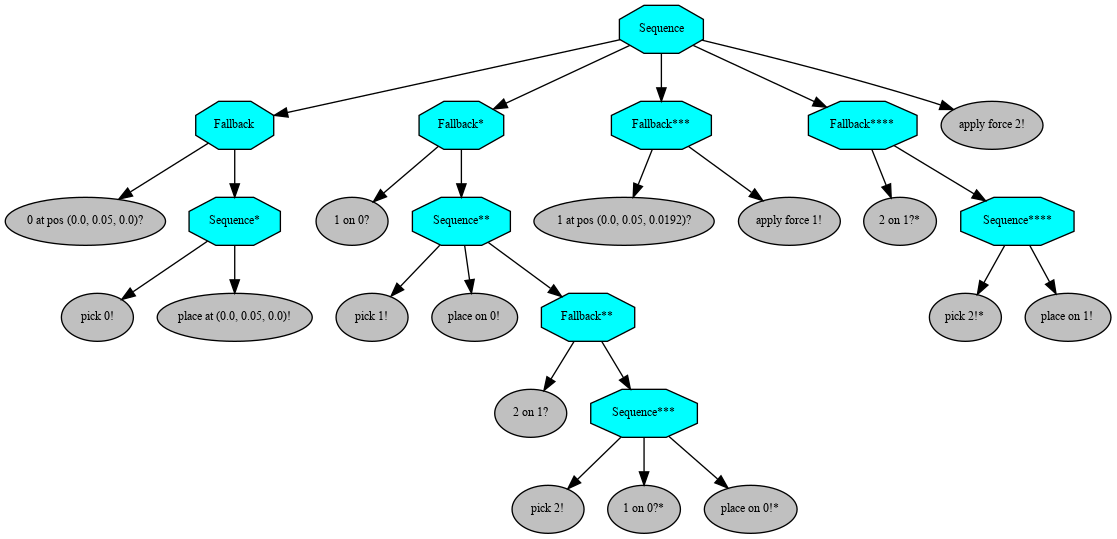 Sequence
Fallback
Fallback*
Fallback***
Fallback****
apply force 2!
0 at pos (0.0, 0.05, 0.0)?
Sequence*
1 on 0?
Sequence**
1 at pos (0.0, 0.05, 0.0192)?
apply force 1!
2 on 1?*
Sequence****
pick 0!
place at (0.0, 0.05, 0.0)!
pick 1!
place on 0!
Fallback**
pick 2!*
place on 1!
2 on 1?
Sequence***
pick 2!
1 on 0?*
place on 0!*